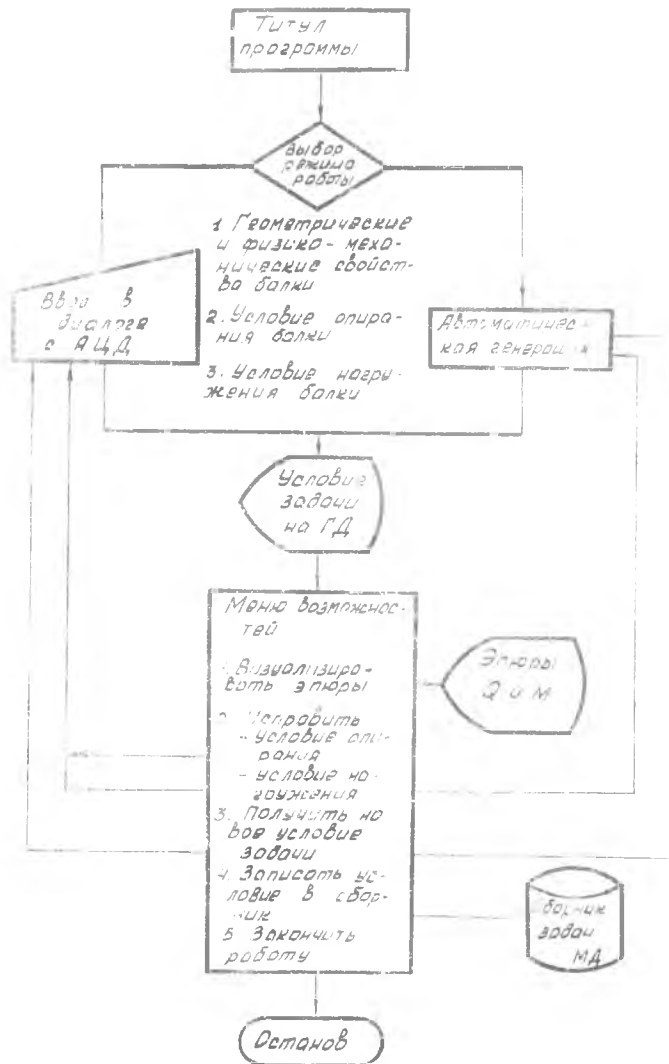 Титул
программы
Выбор
режима
работы
1 Геометрические
и физико-меха-
нические свойст-
ва балки
2. Условие опира-
ния балки
3. Условие нагру-
жения балки
Ввод в
диалоге
с АЦД
Автоматичес-
кая генерация
Условие
задачи
на ГД
Меню возможнос-
тей
1. Визуализиро-
вать эпюры
2. Исправить
- условие опи-
рания
- условие на-
гружения
3. Получить но
вое условие
задачи
4. Записать ус-
ловие в сбор-
ник
5 Закончить
работу
Эпюры
Q и M
Сборник
задач
МД
Останов